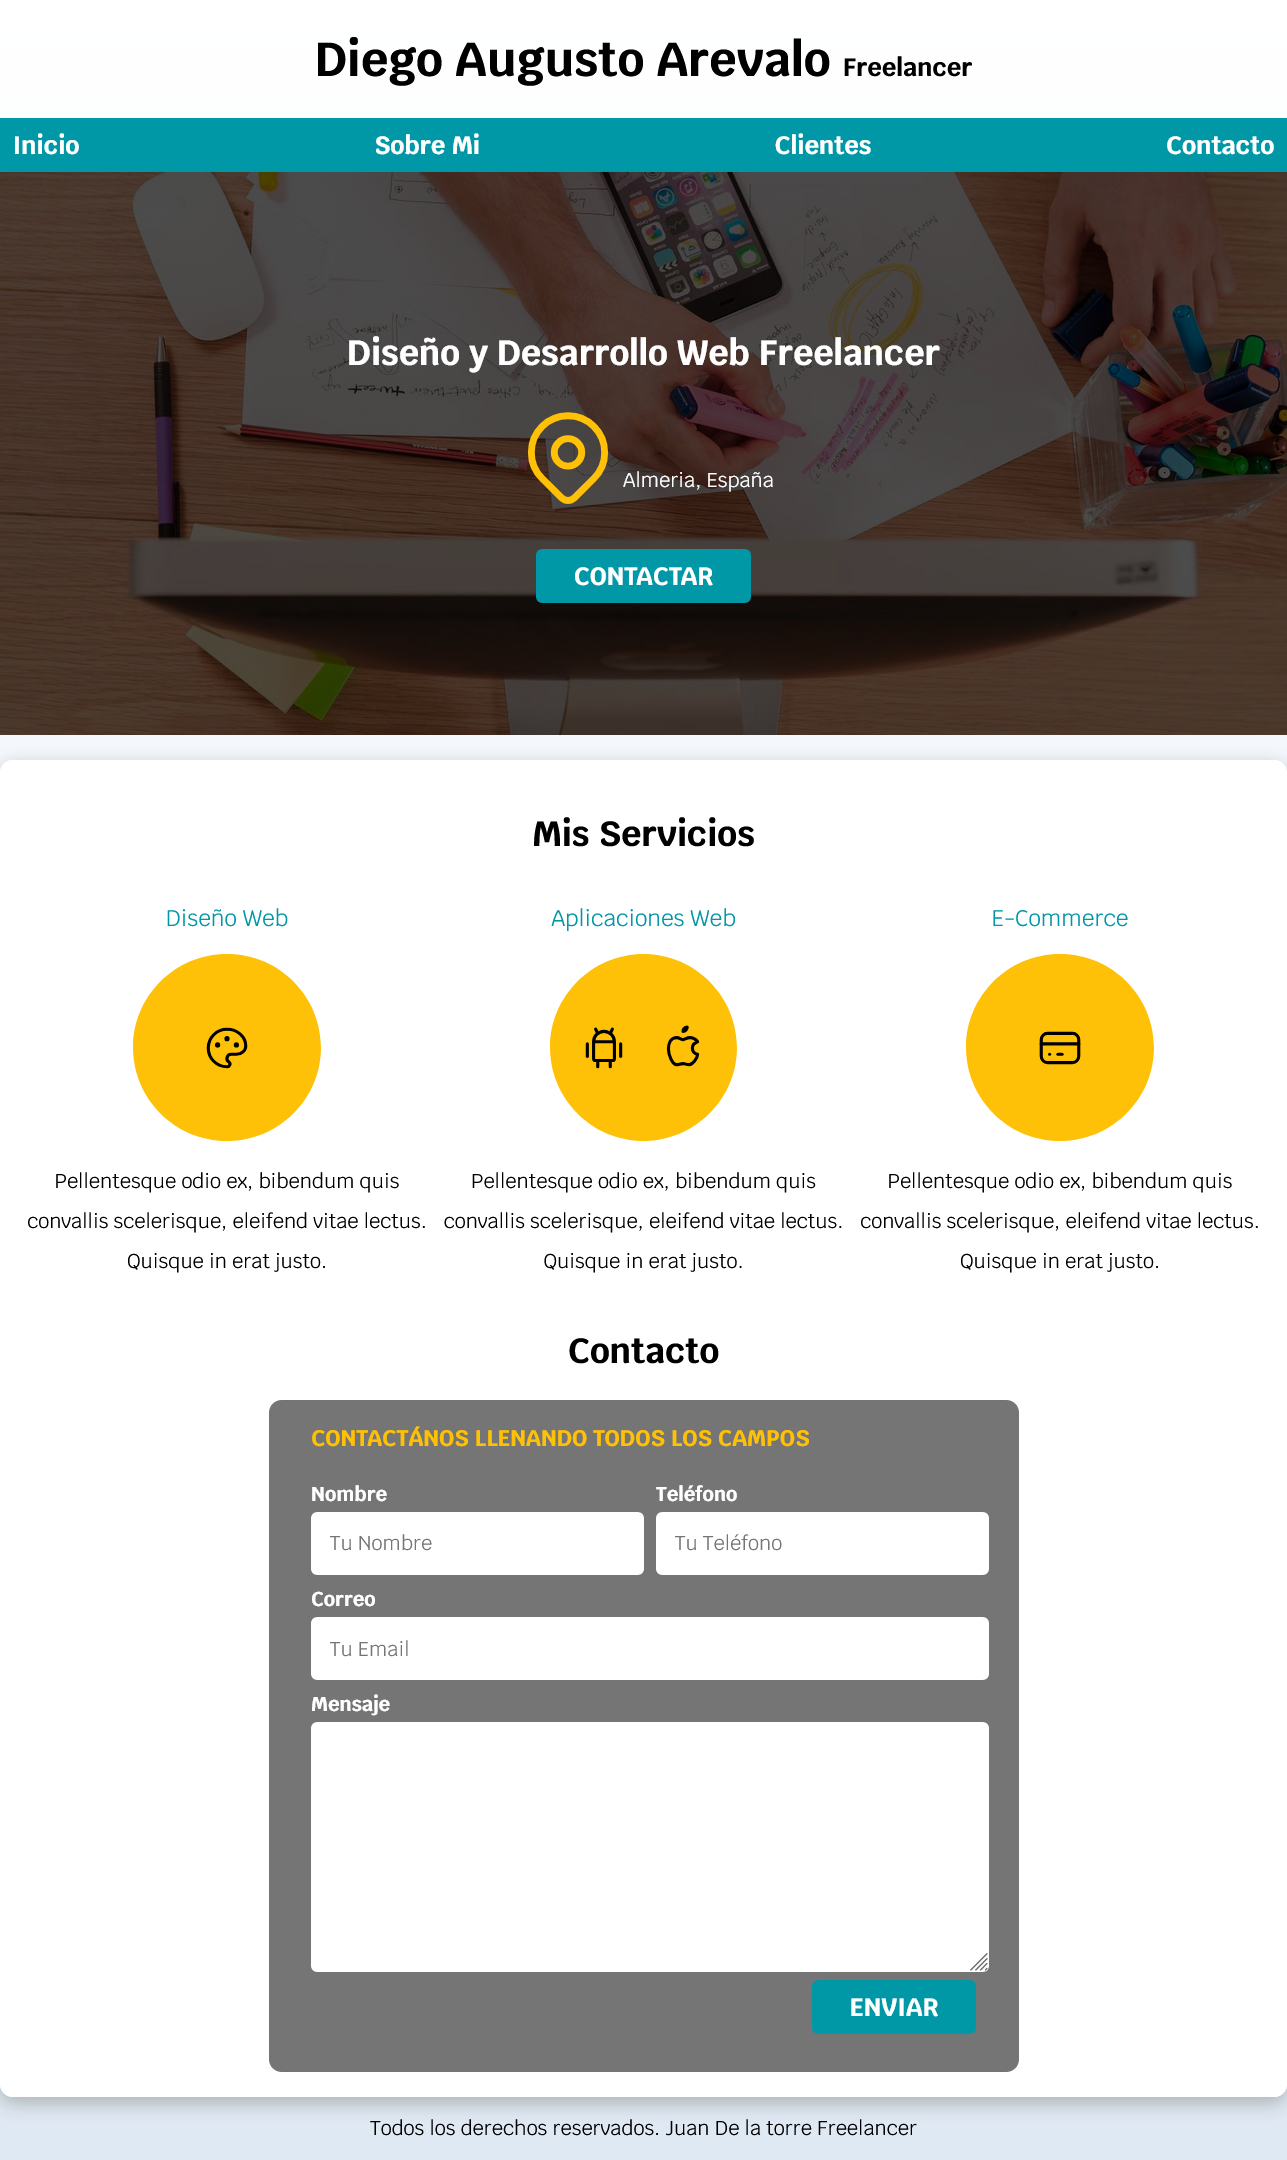 Diego Augusto Arevalo Freelancer
Inicio Sobre Mi Clientes Contacto
Diseño y Desarrollo Web Freelancer
Almeria, España
CONTACTAR
Mis Servicios
Diseño Web
Aplicaciones Web
E-Commerce
Pellentesque odio ex, bibendum quis
convallis scelerisque, eleifend vitae lectus.
Quisque in erat justo.
Pellentesque odio ex, bibendum quis
convallis scelerisque, eleifend vitae lectus.
Quisque in erat justo.
Pellentesque odio ex, bibendum quis
convallis scelerisque, eleifend vitae lectus.
Quisque in erat justo.
Contacto
CONTACTÁNOS LLENANDO TODOS LOS CAMPOS
Nombre Teléfono
Tu Nombre Tu Teléfono
Correo
Tu Email
Mensaje
ENVIAR
Todos los derechos reservados. Juan De la torre Freelancer